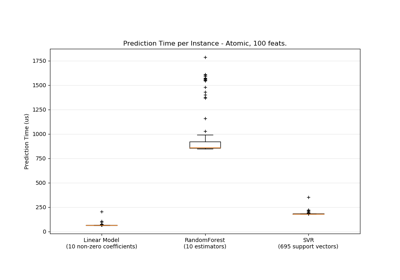 Prediction Time per Instance - Atomic, 100 feats.
Prediction Time (us)
1750
1500
1250
1000
750
500
250
0
Linear Model
(10 non-zero coefficients)
RandomForest
(10 estimators)
SVR
(695 support vectors)